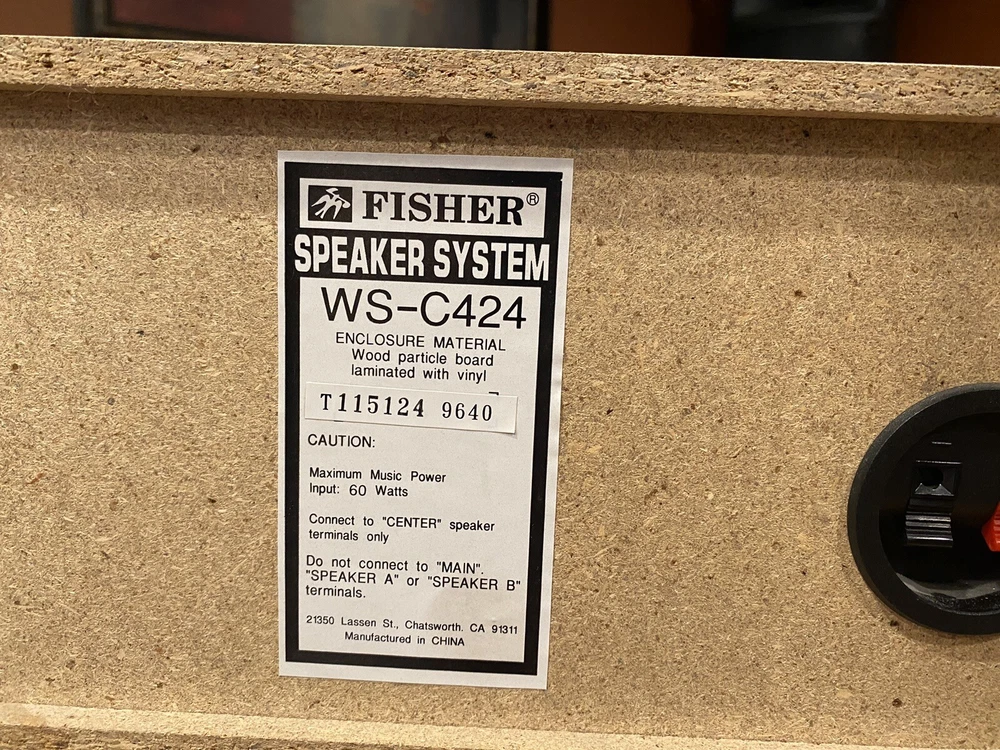 FISHER®
SPEAKER SYSTEM
WS-C424
ENCLOSURE MATERIAL
Wood particle board
laminated with vinyl
T115124 9640
CAUTION:
Maximum Music Power
Input: 60 Watts
Connect to "CENTER" speaker
terminals only
Do not connect to "MAIN".
"SPEAKER A" or "SPEAKER B"
terminals.
21350 Lassen St., Chatsworth. CA 91311
Manufactured in CHINA